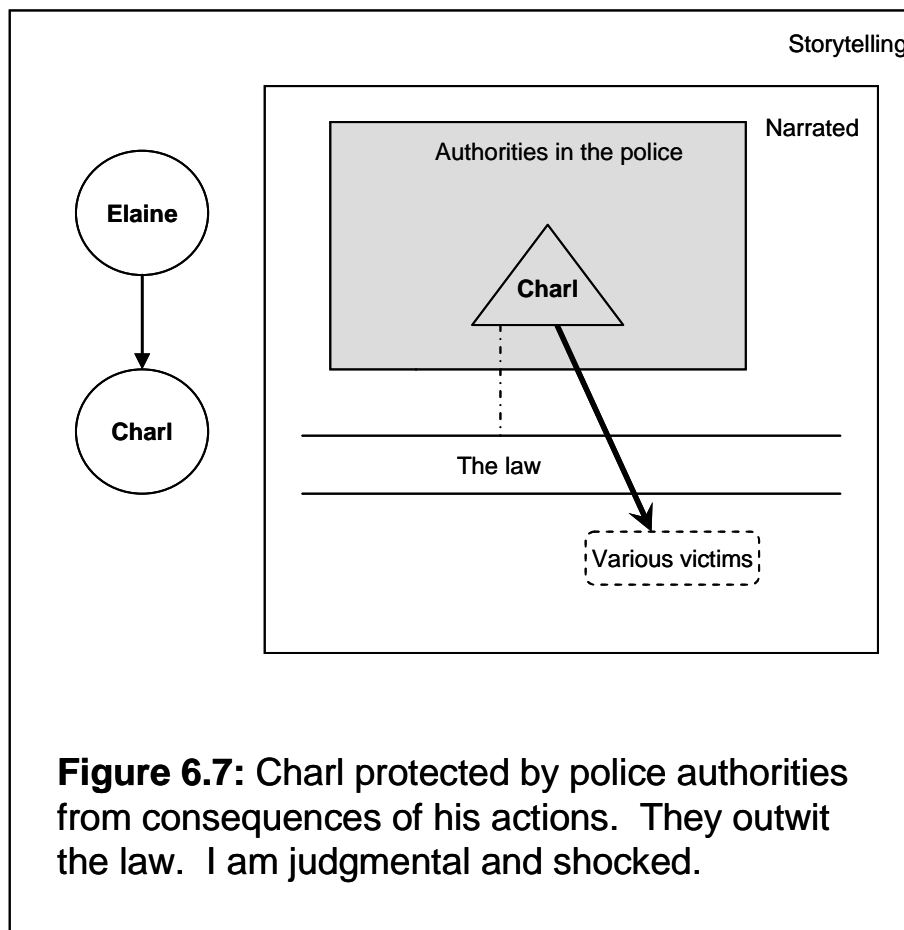 Storytelling
Narrated
Authorities in the police
Elaine
Charl
Charl
The law
Various victims
Figure 6.7: Charl protected by police authorities
from consequences of his actions. They outwit
the law. I am judgmental and shocked.